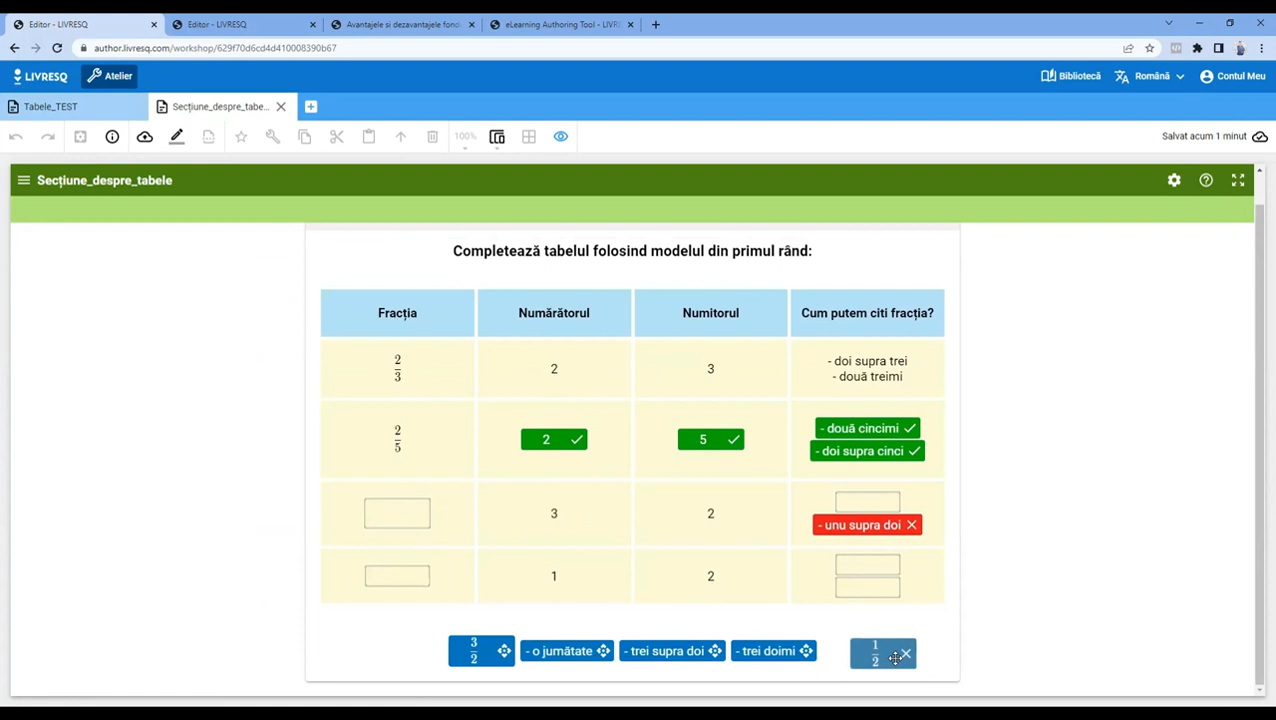 Editor - LIVRESQ
Editor - LIVRESQ
Avantajele si dezavantajele fond
eLearning Authoring Tool - LIVR
author.livresq.com/workshop/629f70d6cd4d410008390b67
LIVRESQ
Atelier
Bibliotecă
Română
Contul Meu
Tabele_TEST
Secțiune_despre_tabe...
100%
Salvat acum 1 minut
Secțiune_despre_tabele
Completează tabelul folosind modelul din primul rând:
Fracția Numărătorul Numitorul Cum putem citi fracția?
2/3 2 3 - doi supra trei
- două treimi
2/5 2 5 - două cincimi
- doi supra cinci
3 2 - unu supra doi
1 2
3/2 - o jumătate - trei supra doi - trei doimi 1/2